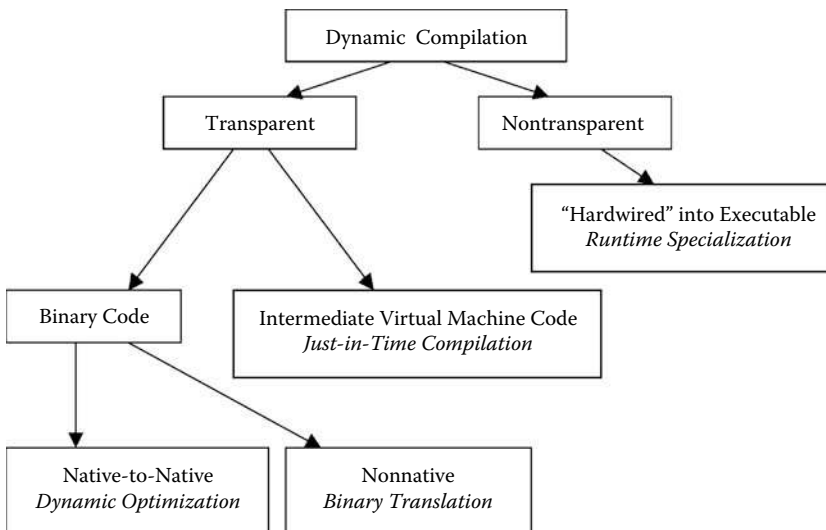 Dynamic Compilation
Transparent
Nontransparent
“Hardwired” into Executable
Runtime Specialization
Binary Code
Intermediate Virtual Machine Code
Just-in-Time Compilation
Native-to-Native
Dynamic Optimization
Nonnative
Binary Translation